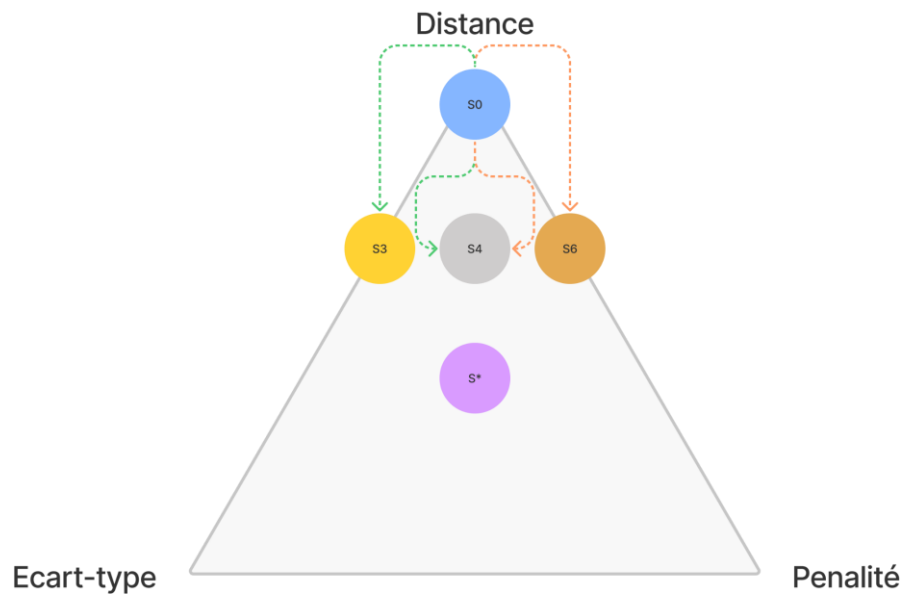 Distance
S0
S3
S4
S6
S*
Ecart-type
Penalité